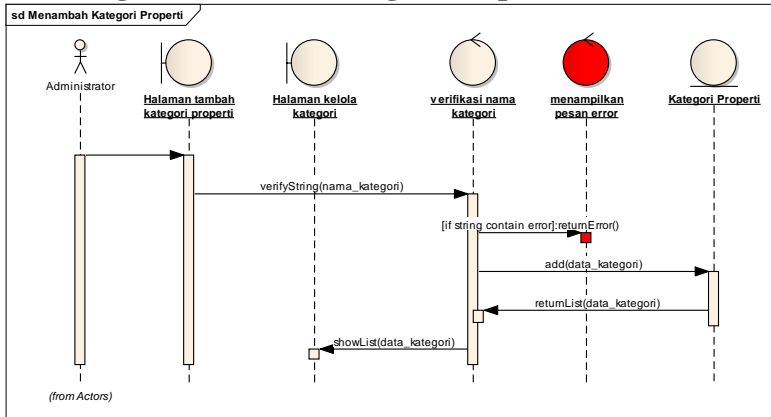 sd Menambah Kategori Properti
Administrator
Halaman tambah
kategori properti
Halaman kelola
kategori
verifikasi nama
kategori
menampilkan
pesan error
Kategori Properti
verifyString(nama_kategori)
[if string contain error]:returnError()
add(data_kategori)
returnList(data_kategori)
showList(data_kategori)
(from Actors)